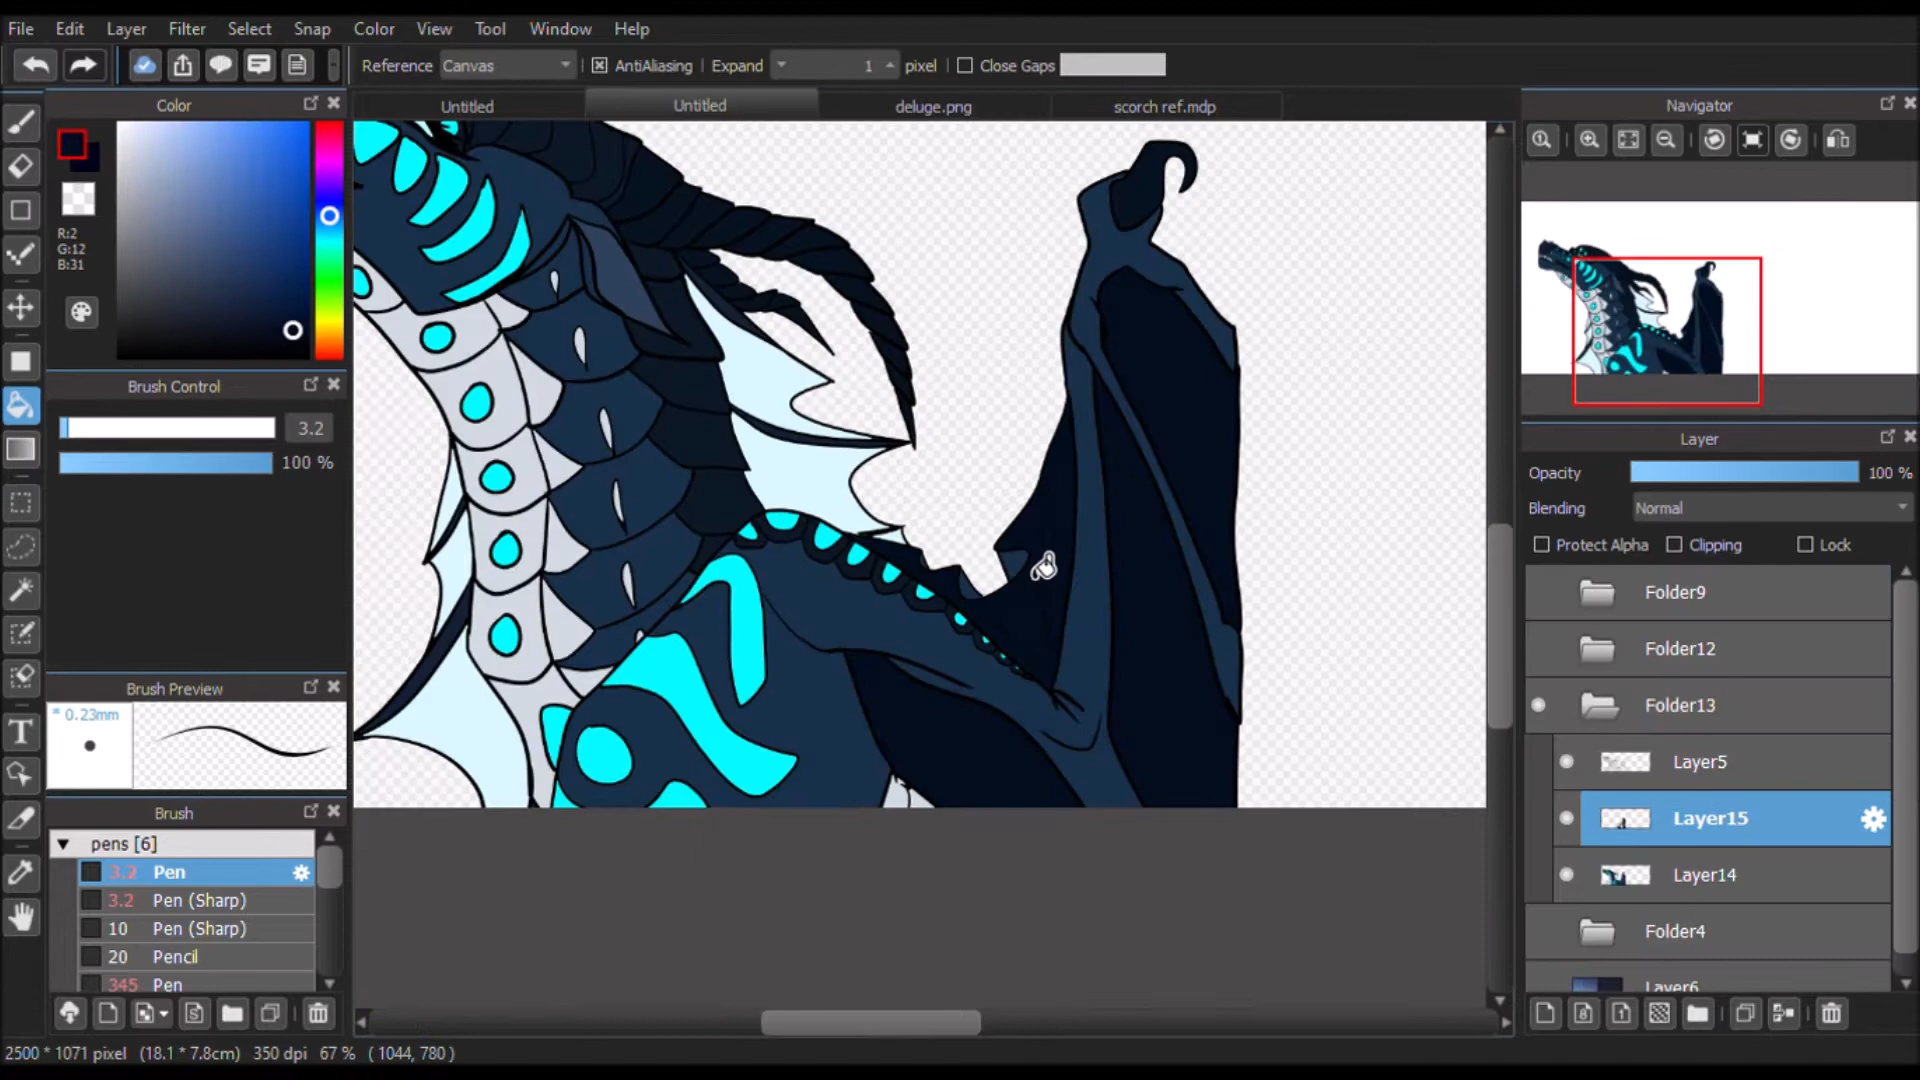 File Edit Layer Filter Select Snap Color View Tool Window Help
Reference Canvas AntiAliasing Expand 1 pixel Close Gaps
Color
Untitled Untitled deluge.png scorch ref.mdp
Navigator
R:2
G:12
B:31
Brush Control
3.2
100 %
Brush Preview
* 0.23mm
Brush
pens [6]
3.2 Pen
3.2 Pen (Sharp)
10 Pen (Sharp)
20 Pencil
345 Pen
Layer
Opacity 100 %
Blending Normal
Protect Alpha Clipping Lock
Folder9
Folder12
Folder13
Layer5
Layer15
Layer14
Folder4
Layer6
2500 * 1071 pixel (18.1 * 7.8cm) 350 dpi 67 % ( 1044, 780 )